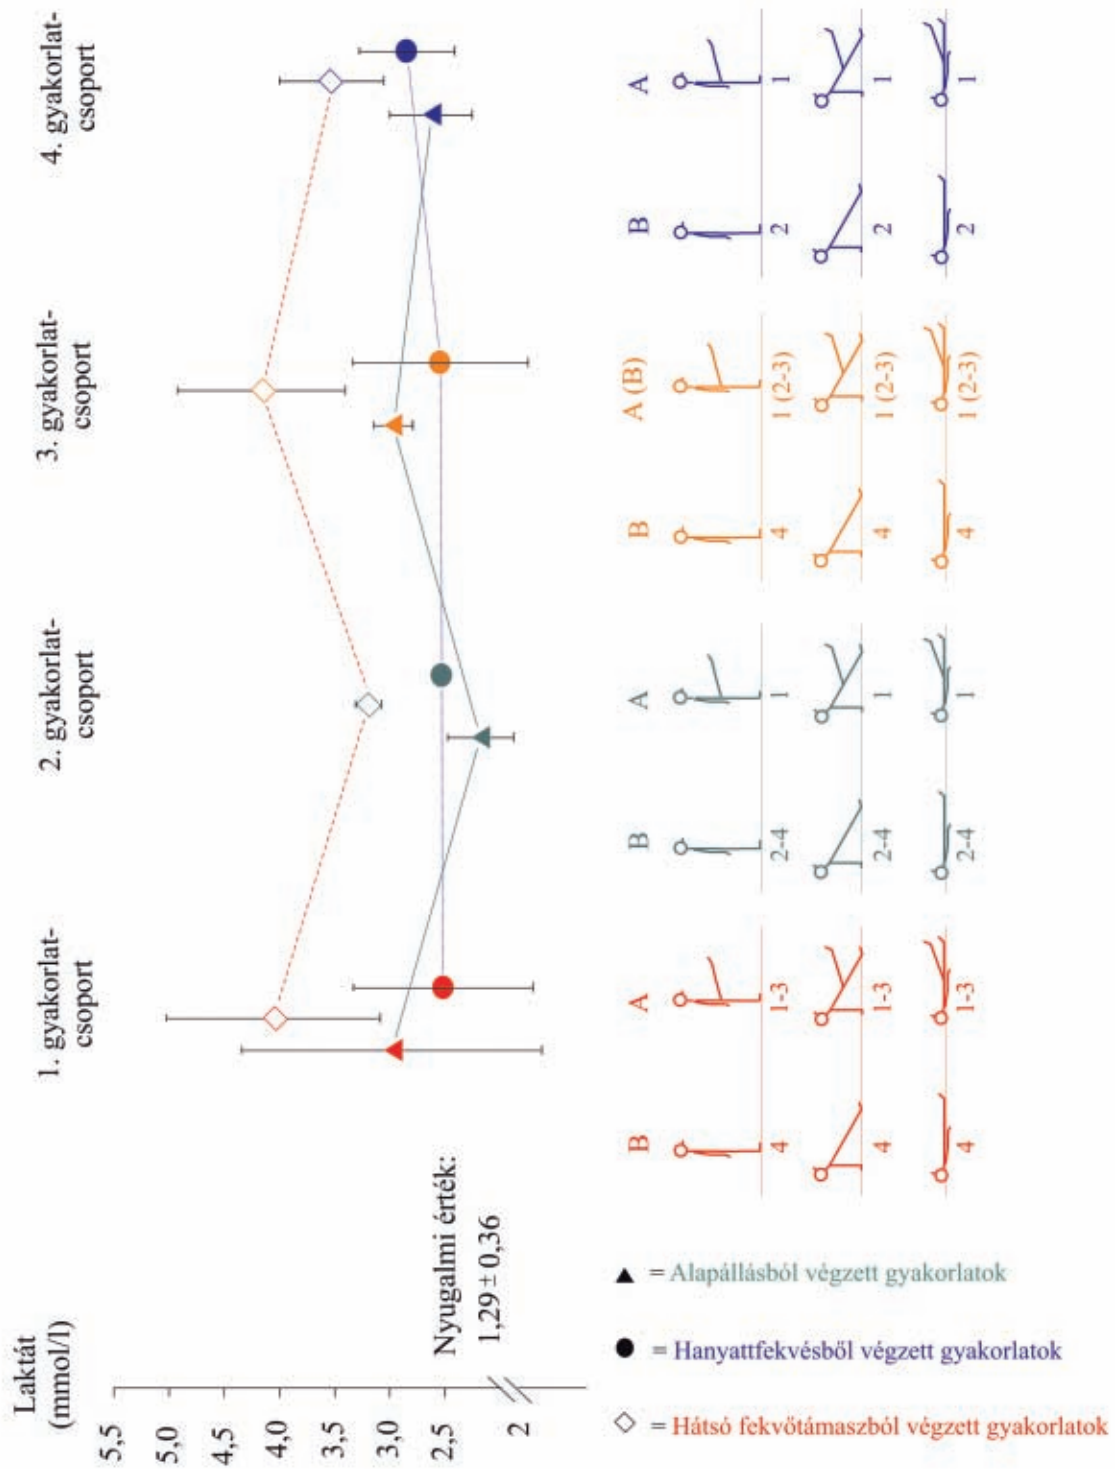 Laktát
(mmol/l)
5,5
5,0
4,5
4,0
3,5
3,0
2,5
2
Nyugalmi érték:
1,29 ± 0,36
1. gyakorlat-
csoport
2. gyakorlat-
csoport
3. gyakorlat-
csoport
4. gyakorlat-
csoport
B A B A B A (B) B A
4 1-3 2-4 1 4 1 (2-3) 2 1
4 1-3 2-4 1 4 1 (2-3) 2 1
4 1-3 2-4 1 4 1 (2-3) 2 1
▲ = Alapállásból végzett gyakorlatok
● = Hanyattfekvésből végzett gyakorlatok
◇ = Hátsó fekvőtámaszból végzett gyakorlatok